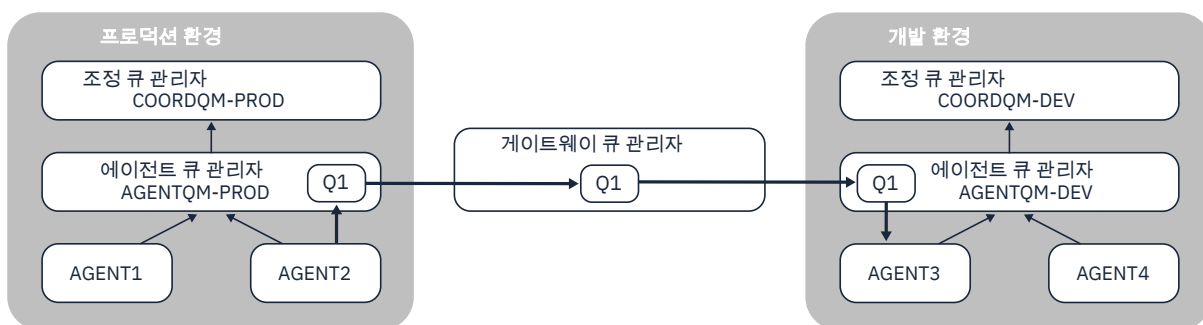 프로덕션 환경
조정 큐 관리자
COORDQM-PROD
에이전트 큐 관리자
AGENTQM-PROD
Q1
AGENT1
AGENT2
게이트웨이 큐 관리자
Q1
개발 환경
조정 큐 관리자
COORDQM-DEV
Q1
에이전트 큐 관리자
AGENTQM-DEV
AGENT3
AGENT4